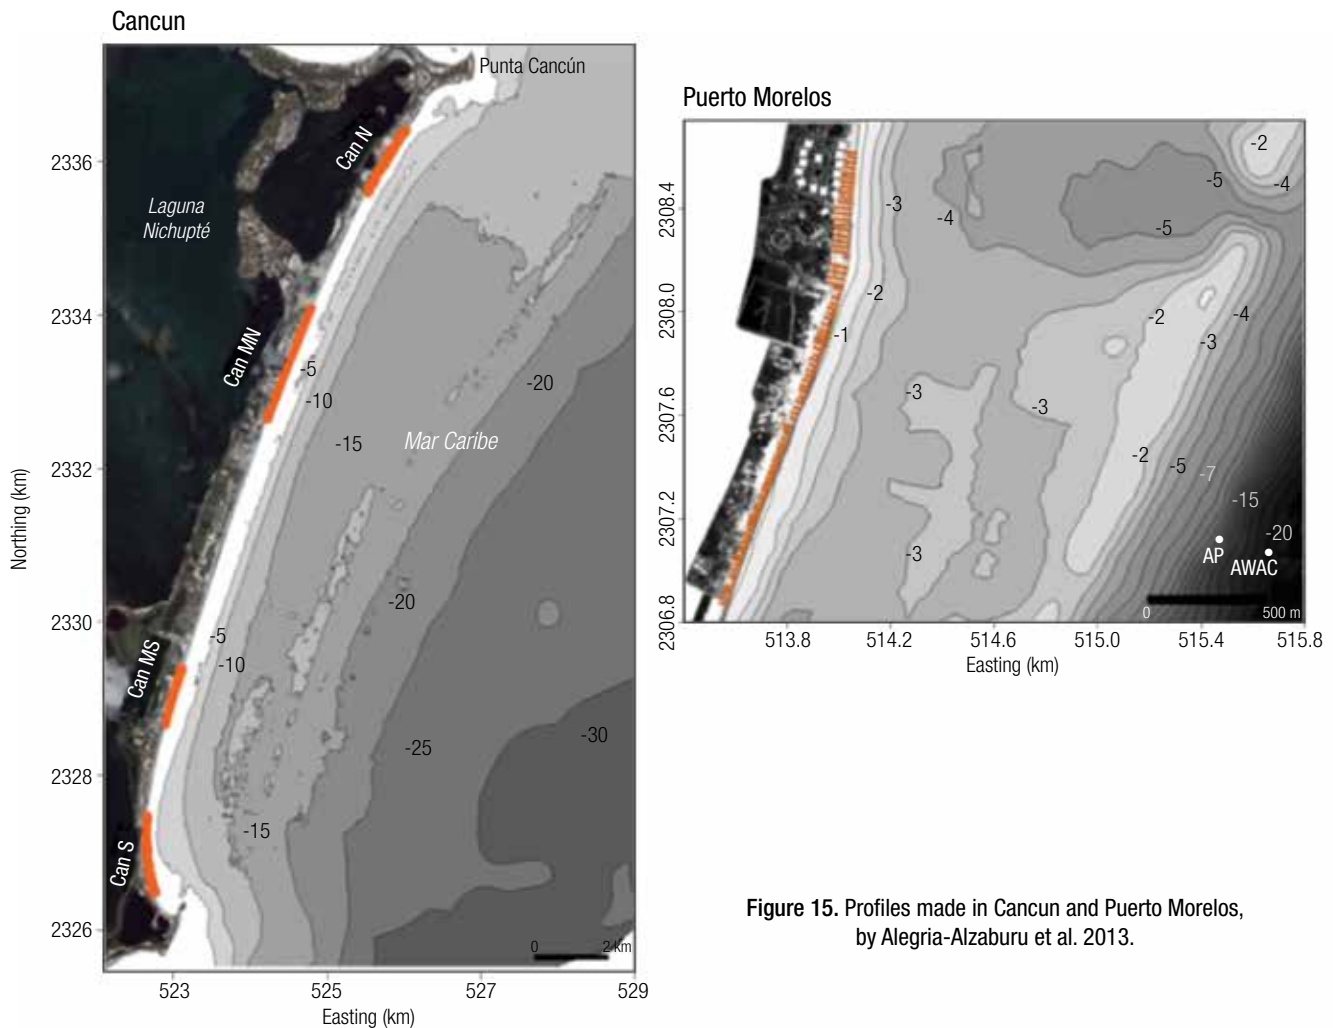 Cancun
Punta Cancún
Can N
Laguna
Nichupté
Can MN
-5
-10
-15
-20
Mar Caribe
-20
-5
-10
Can MS
-25
-30
-15
Can S
0 2 km
2336
2334
2332
2330
2328
2326
Northing (km)
523 525 527 529
Easting (km)
Puerto Morelos
-2
-5
-4
-3
-4
-5
-2
-1
-2
-4
-3
-3
-3
-2
-5
-7
-15
-3
-20
AP
AWAC
0 500 m
2308.4
2308.0
2307.6
2307.2
2306.8
513.8 514.2 514.6 515.0 515.4 515.8
Easting (km)
Figure 15. Profiles made in Cancun and Puerto Morelos,
by Alegria-Alzaburu et al. 2013.